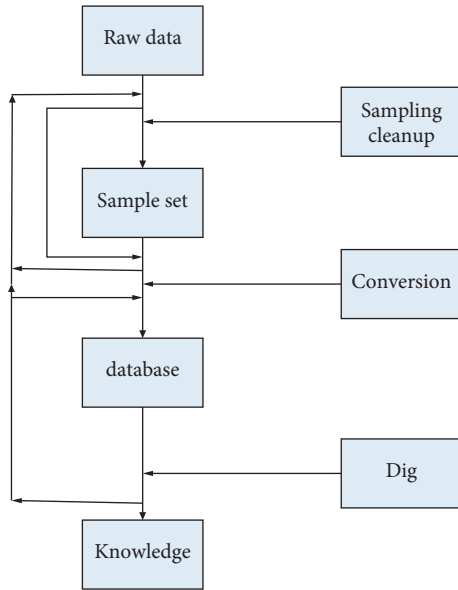 Raw data
Sampling
cleanup
Sample set
Conversion
database
Dig
Knowledge